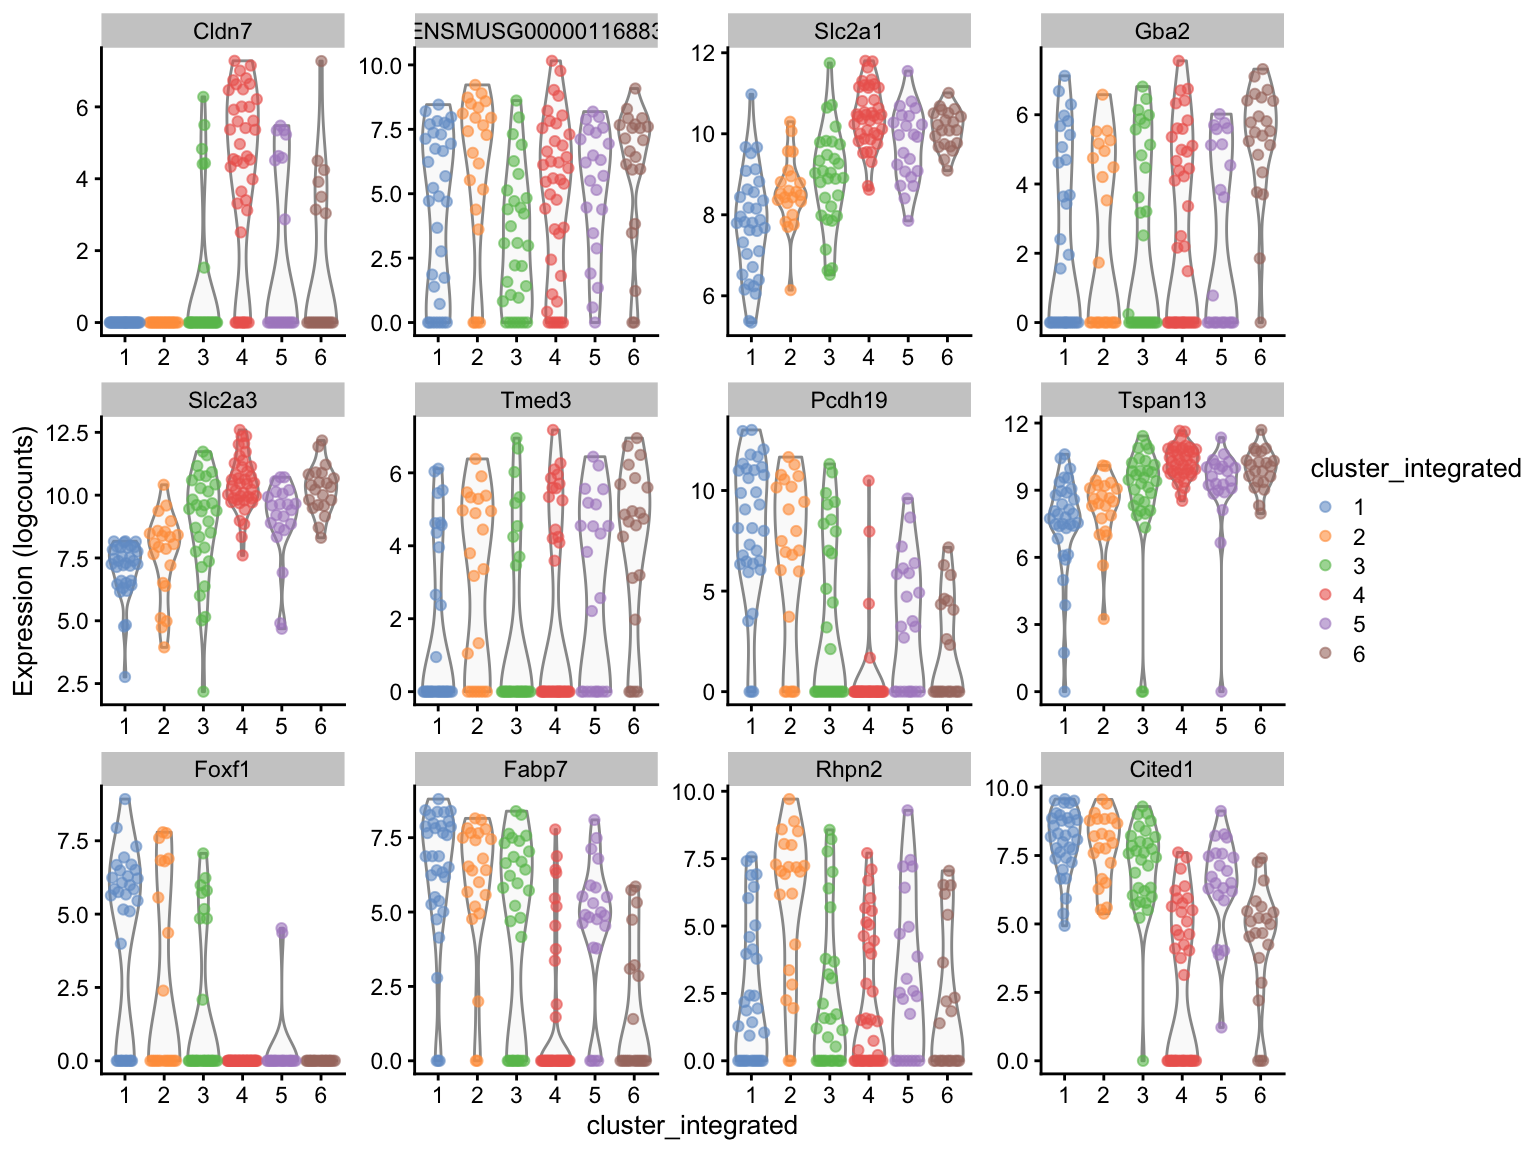 Cldn7 ENSMUSG00000116883 Slc2a1 Gba2
6 4 2 0
10.0 7.5 5.0 2.5 0.0
12 10 8 6
6 4 2 0
1 2 3 4 5 6 1 2 3 4 5 6 1 2 3 4 5 6 1 2 3 4 5 6
Slc2a3 Tmed3 Pcdh19 Tspan13
12.5 10.0 7.5 5.0 2.5
6 4 2 0
10 5 0
12 9 6 3 0
1 2 3 4 5 6 1 2 3 4 5 6 1 2 3 4 5 6 1 2 3 4 5 6
Foxf1 Fabp7 Rhpn2 Cited1
7.5 5.0 2.5 0.0
7.5 5.0 2.5 0.0
10.0 7.5 5.0 2.5 0.0
10.0 7.5 5.0 2.5 0.0
1 2 3 4 5 6 1 2 3 4 5 6 1 2 3 4 5 6 1 2 3 4 5 6
Expression (logcounts)
cluster_integrated
cluster_integrated
1
2
3
4
5
6